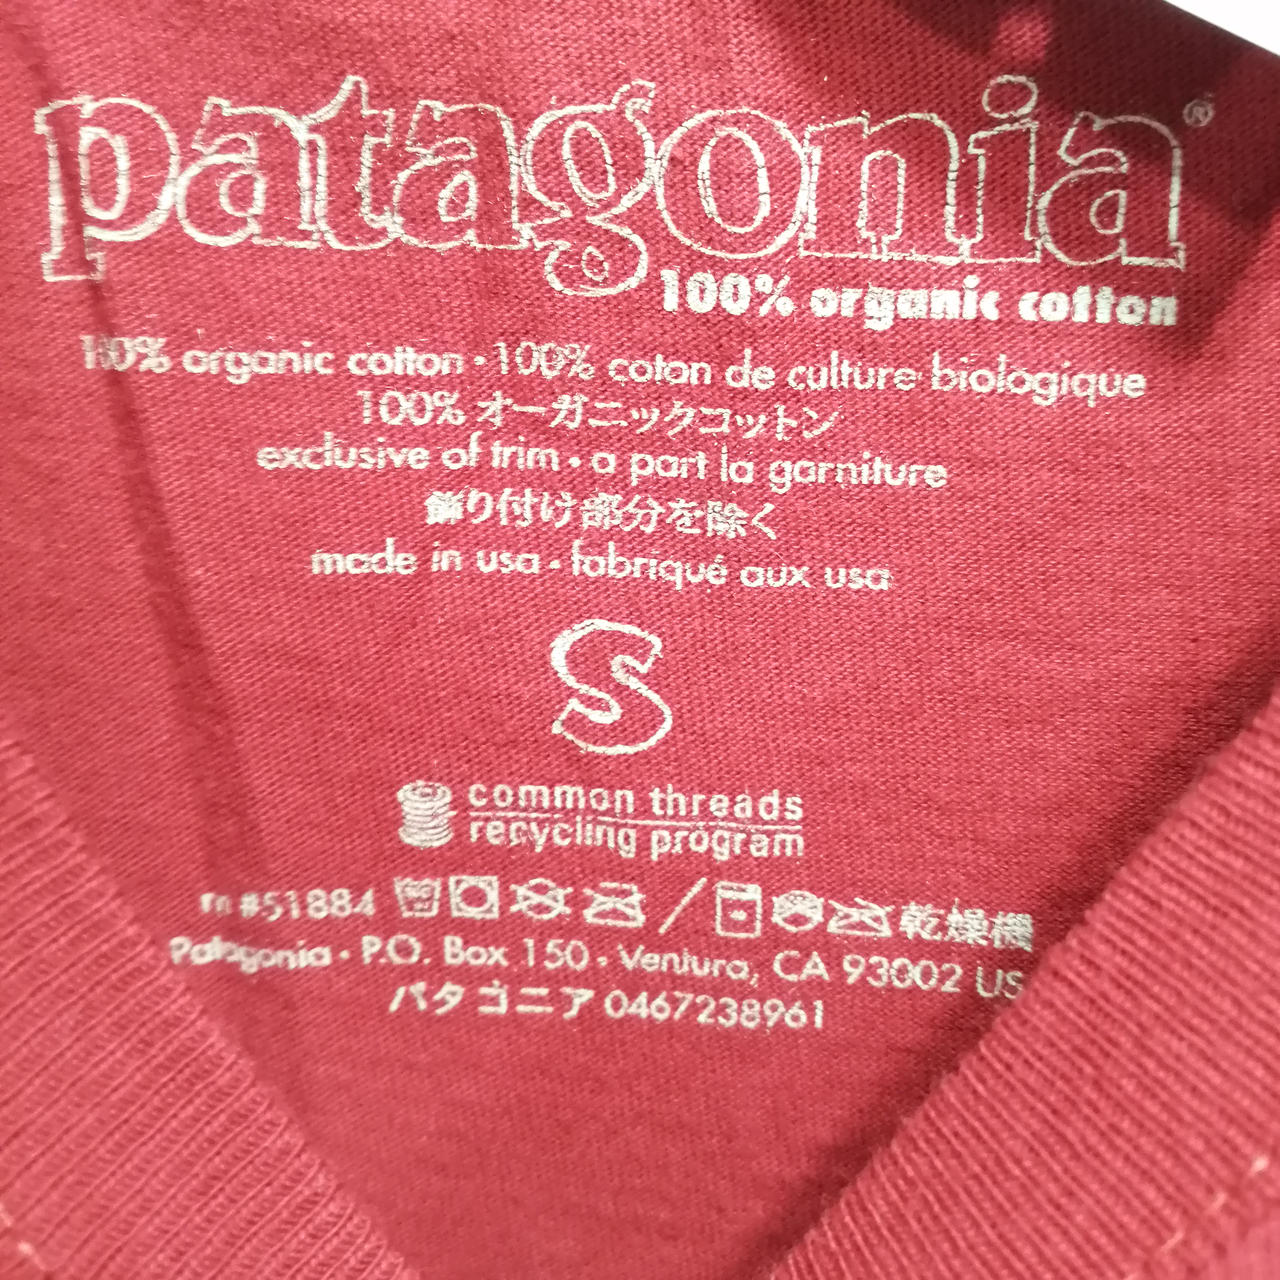 patagonia®
100% organic cotton
100% organic cotton • 100% coton de culture biologique
100% オーガニックコットン
exclusive of trim • a part la garniture
飾り付け部分を除く
made in usa • fabriqué aux usa
S
common threads
recycling program
rn #51884 / 乾燥機
Patagonia • P.O. Box 150 • Ventura, CA 93002 US
パタゴニア 0467238961